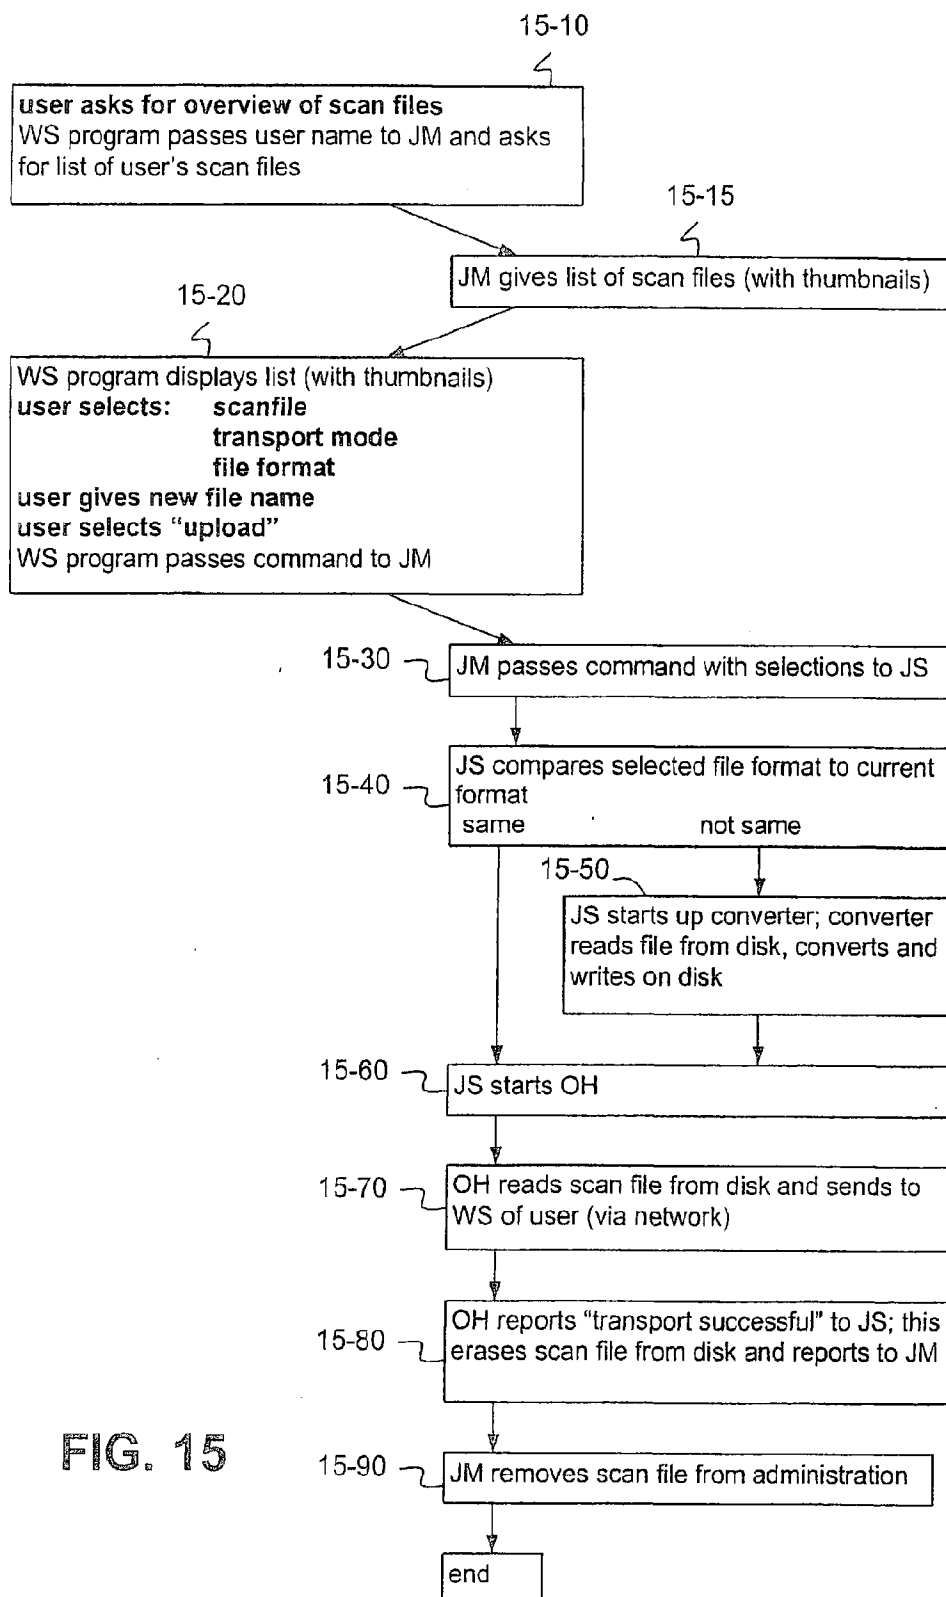 15-10
user asks for overview of scan files
WS program passes user name to JM and asks
for list of user's scan files
15-15
JM gives list of scan files (with thumbnails)
15-20
WS program displays list (with thumbnails)
user selects: scanfile
transport mode
file format
user gives new file name
user selects “upload”
WS program passes command to JM
15-30
JM passes command with selections to JS
15-40
JS compares selected file format to current
format
same not same
15-50
JS starts up converter; converter
reads file from disk, converts and
writes on disk
15-60
JS starts OH
15-70
OH reads scan file from disk and sends to
WS of user (via network)
15-80
OH reports “transport successful” to JS; this
erases scan file from disk and reports to JM
15-90
JM removes scan file from administration
end
FIG. 15